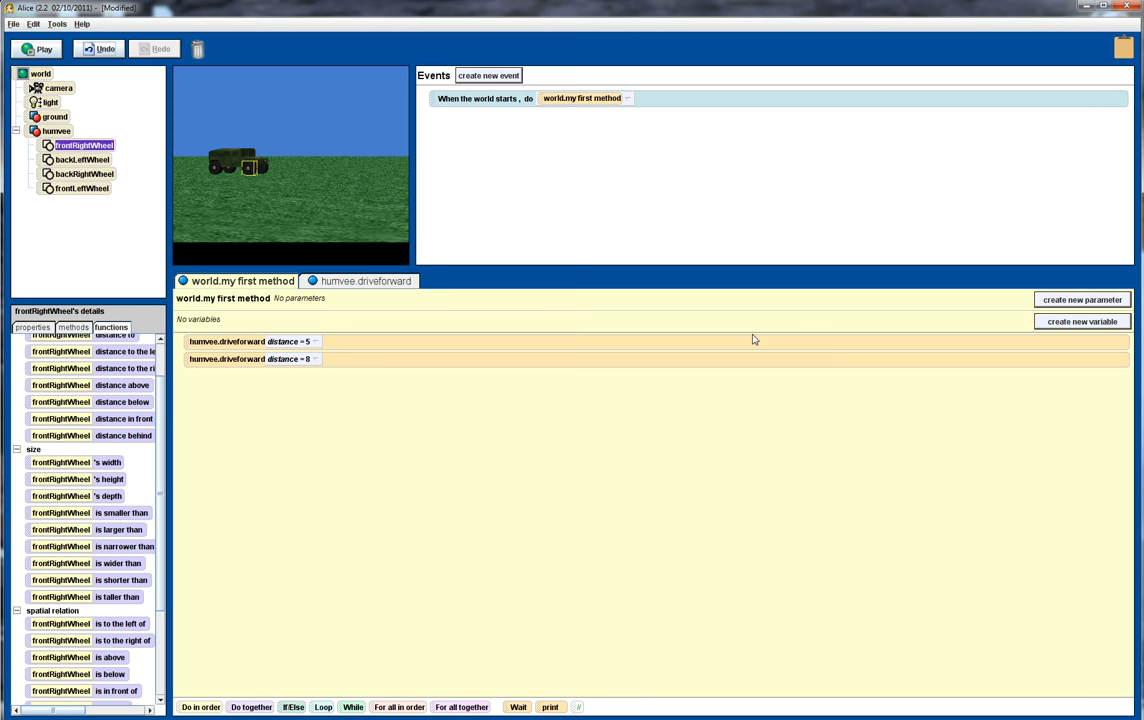 Alice (2.2 02/10/2011) - [Modified]
File Edit Tools Help
Play Undo Redo
world
camera
light
ground
humvee
frontRightWheel
backLeftWheel
backRightWheel
frontLeftWheel
Events create new event
When the world starts , do world.my first method
frontRightWheel's details
properties methods functions
frontRightWheel distance to
frontRightWheel distance to the le
frontRightWheel distance to the ri
frontRightWheel distance above
frontRightWheel distance below
frontRightWheel distance in front
frontRightWheel distance behind
size
frontRightWheel 's width
frontRightWheel 's height
frontRightWheel 's depth
frontRightWheel is smaller than
frontRightWheel is larger than
frontRightWheel is narrower than
frontRightWheel is wider than
frontRightWheel is shorter than
frontRightWheel is taller than
spatial relation
frontRightWheel is to the left of
frontRightWheel is to the right of
frontRightWheel is above
frontRightWheel is below
frontRightWheel is in front of
world.my first method humvee.driveforward
world.my first method No parameters create new parameter
No variables create new variable
humvee.driveforward distance = 5
humvee.driveforward distance = 8
Do in order Do together If/Else Loop While For all in order For all together Wait print //